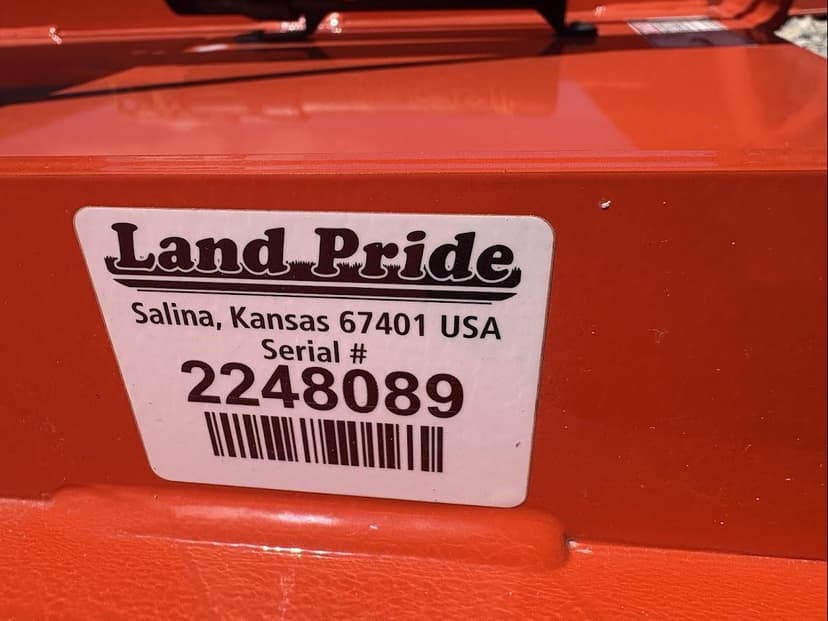 Land Pride
Salina, Kansas 67401 USA
Serial #
2248089